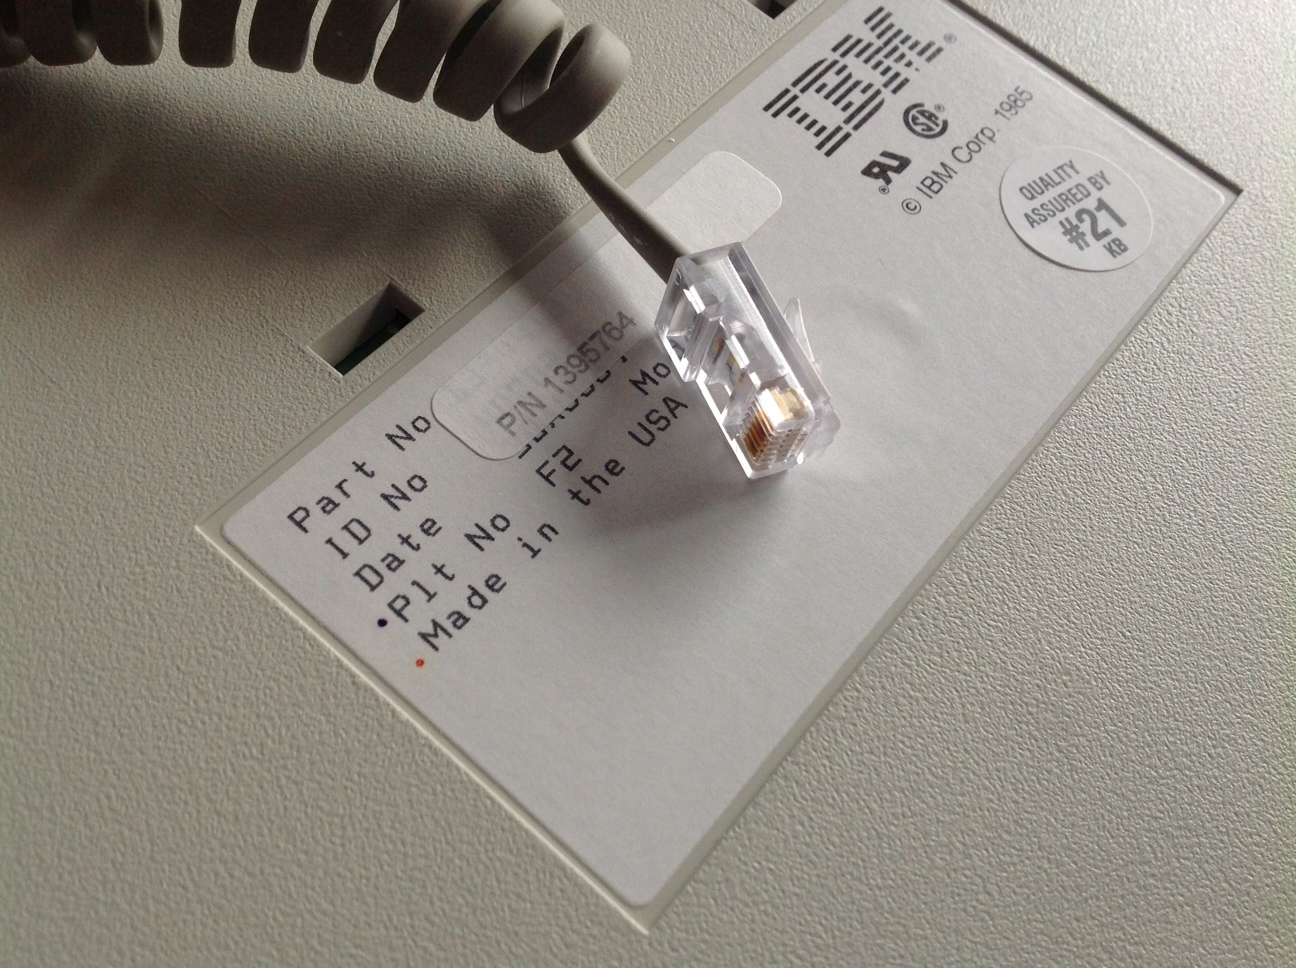 IBM®
® ®
© IBM Corp. 1985
QUALITY
ASSURED BY
#21
KB
P/N 1395764
Part No
ID No
Date Mo
Plt No F2
Made in the USA